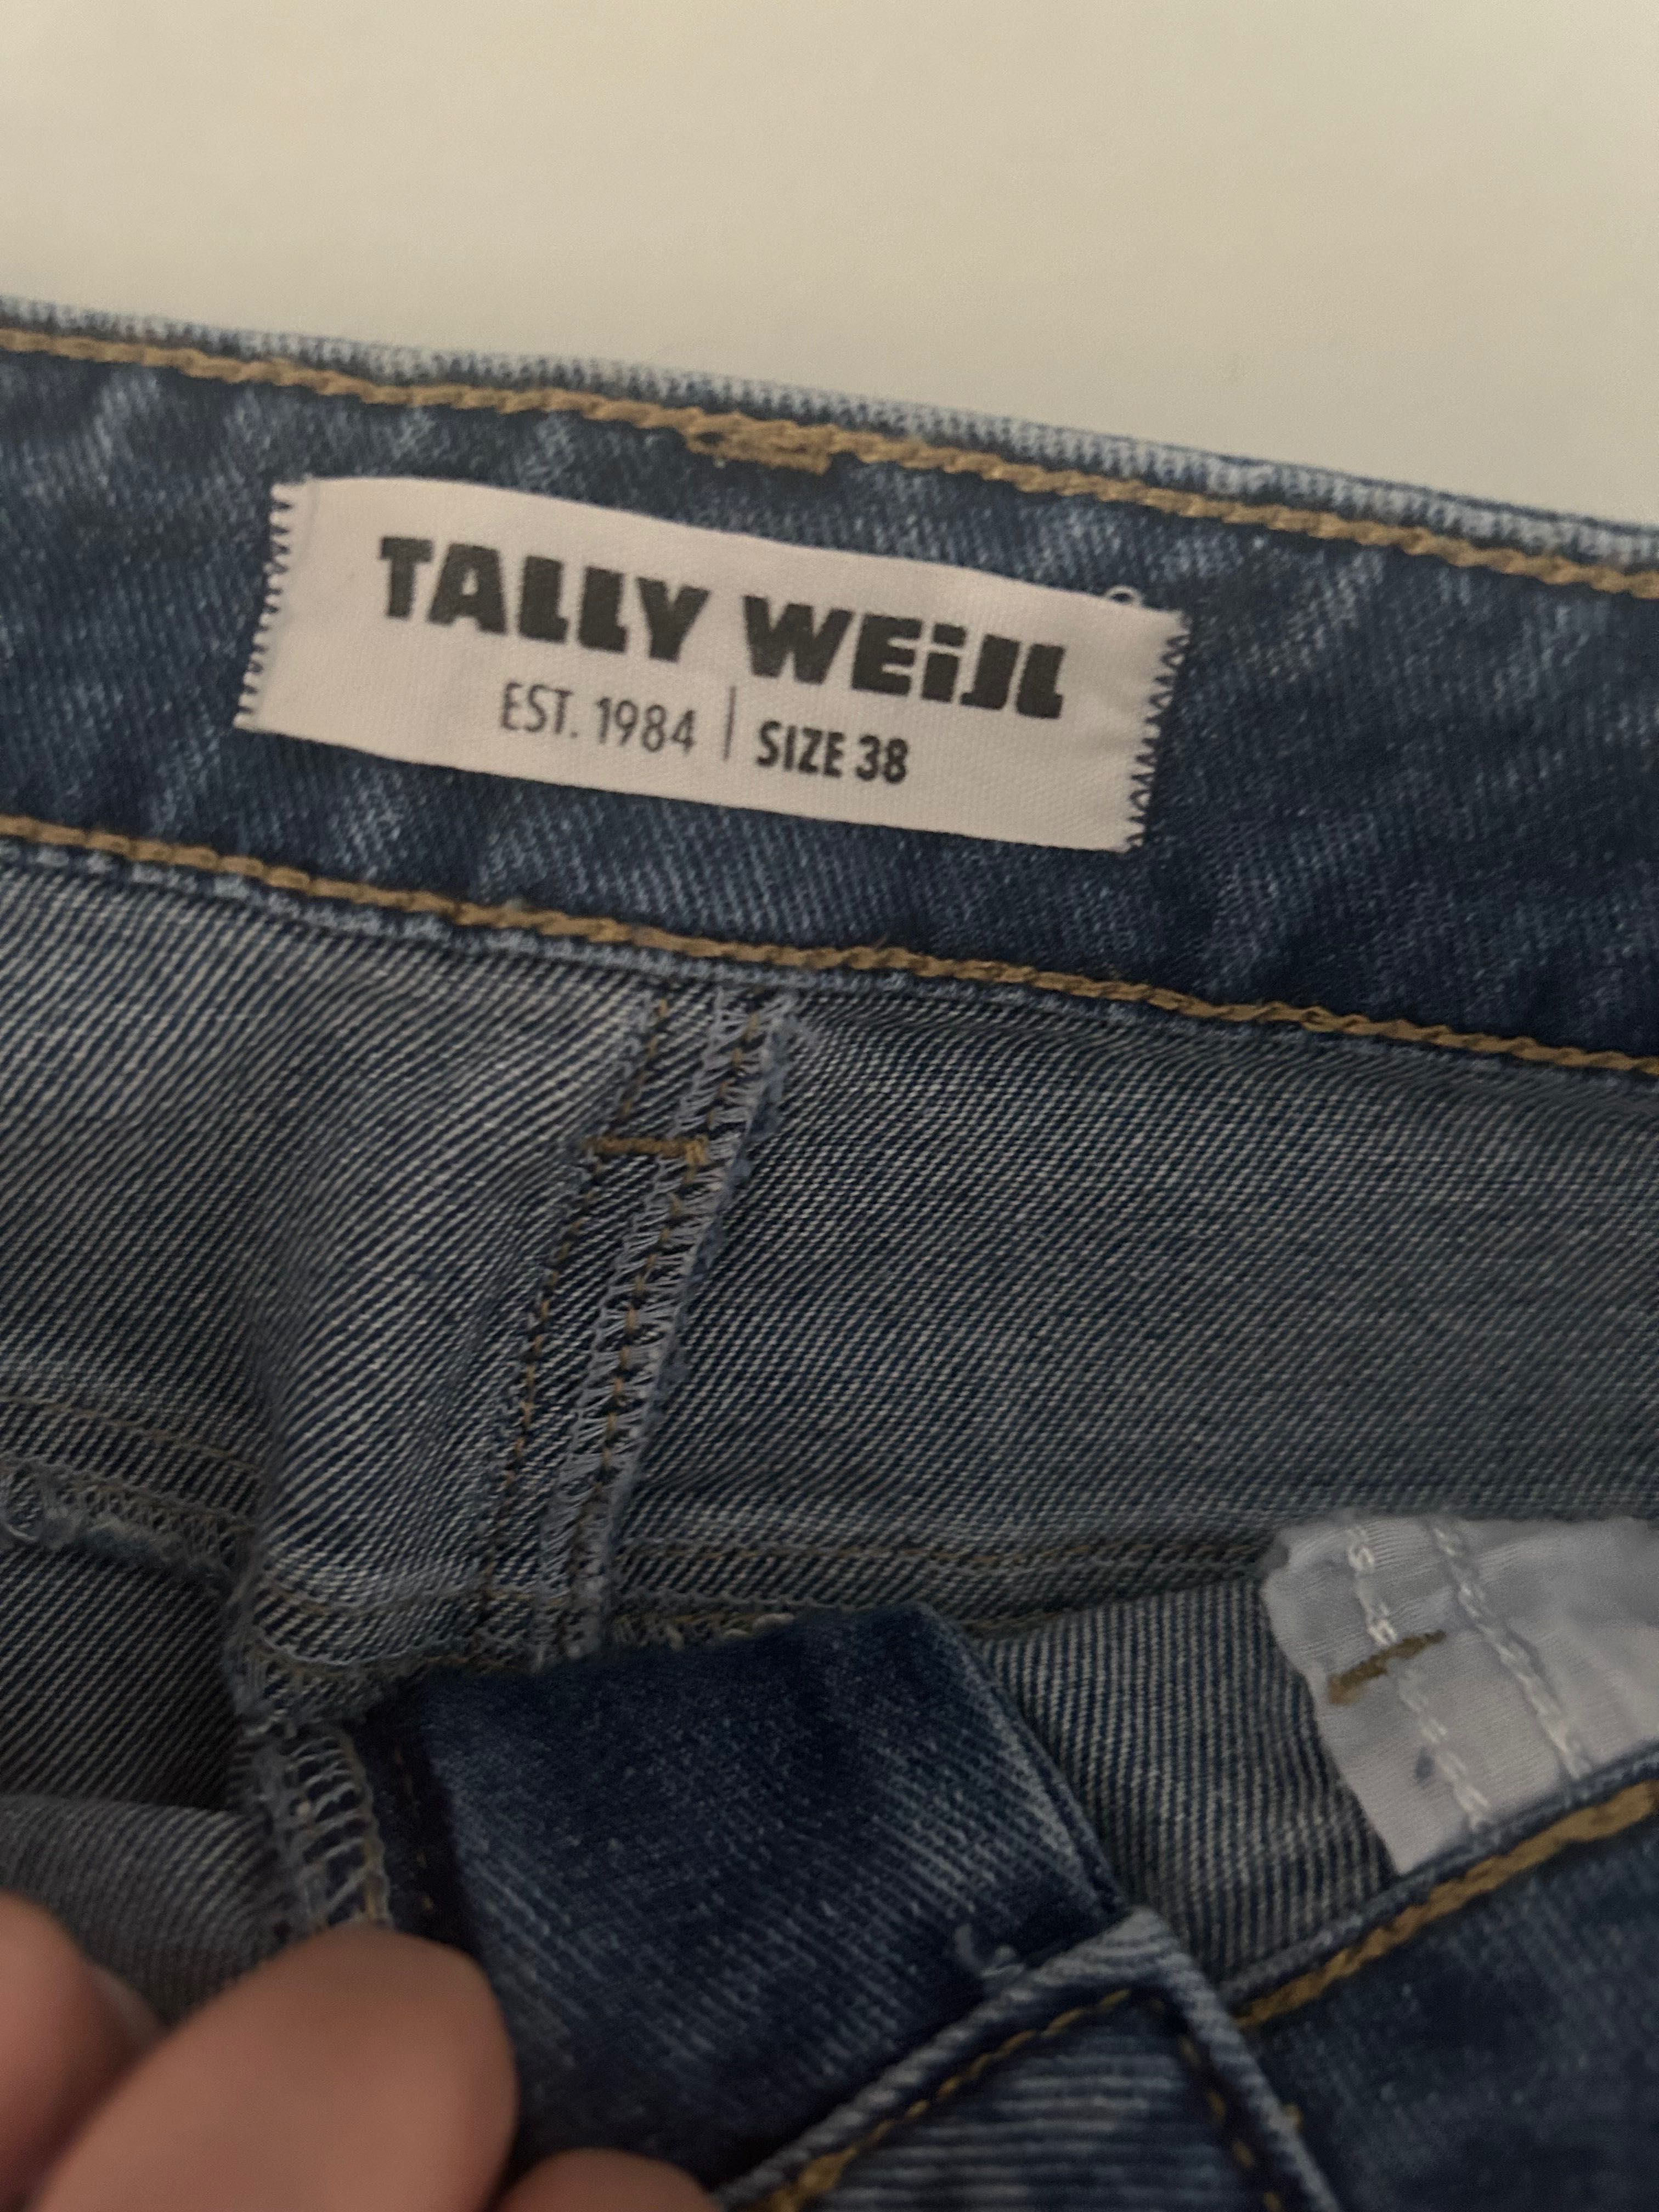 TALLY WEiJL
EST. 1984 | SIZE 38